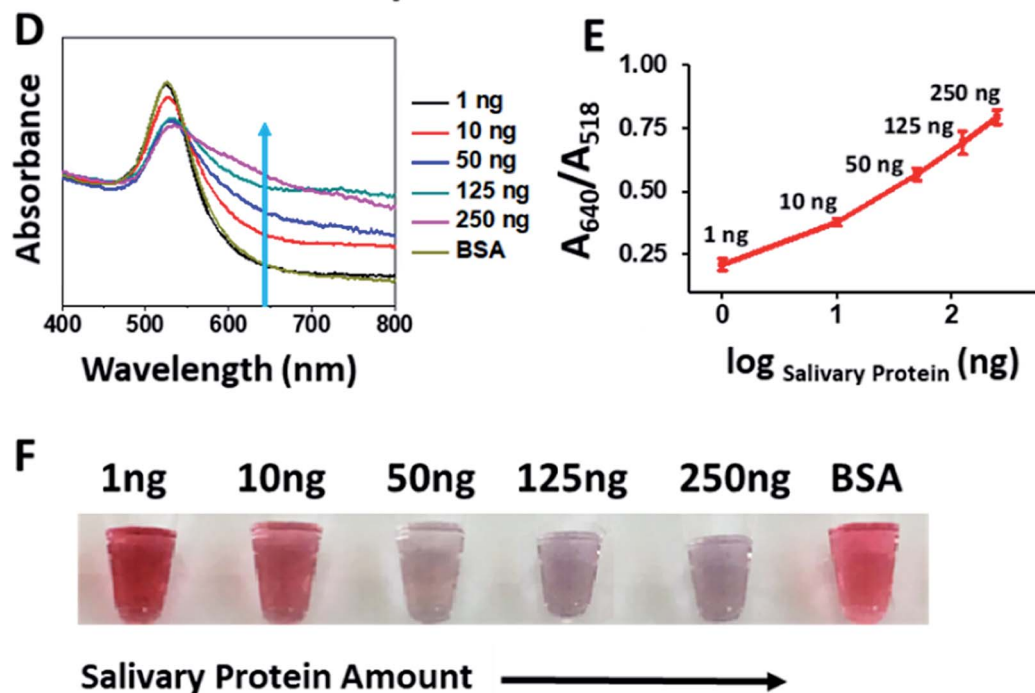 D
Absorbance
1 ng
10 ng
50 ng
125 ng
250 ng
BSA
400 500 600 700 800
Wavelength (nm)
E
A640/A518
1.00
0.75
0.50
0.25
250 ng
125 ng
50 ng
10 ng
1 ng
0 1 2
log Salivary Protein (ng)
F
1ng 10ng 50ng 125ng 250ng BSA
Salivary Protein Amount